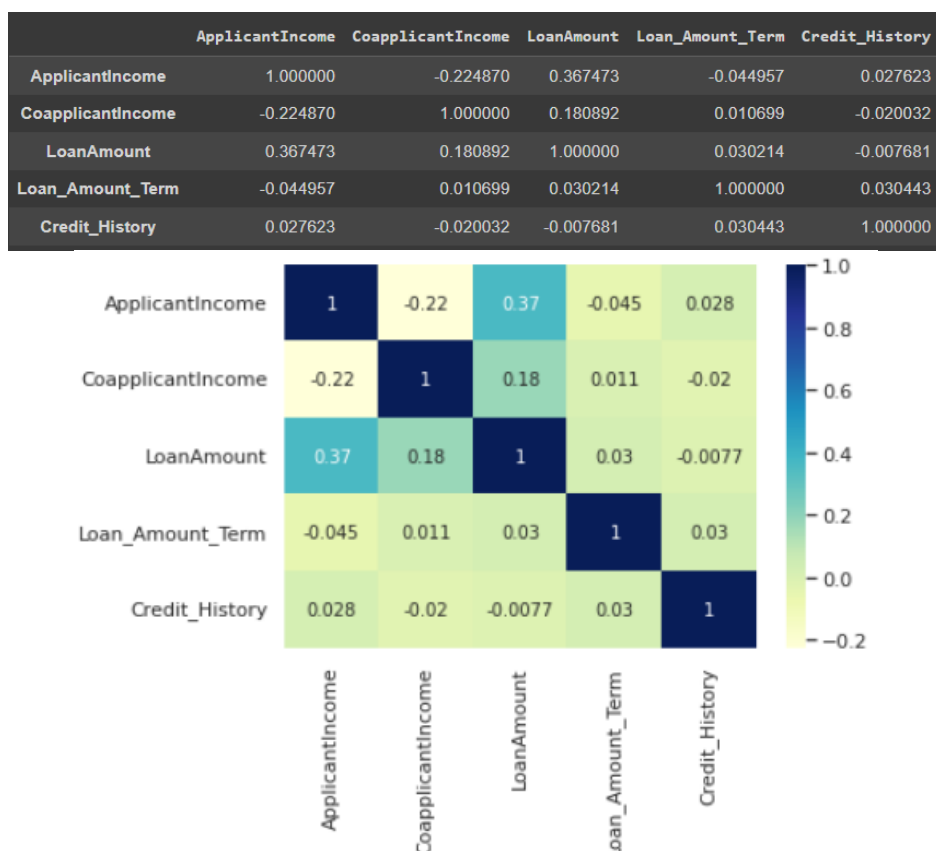 ApplicantIncome CoapplicantIncome LoanAmount Loan_Amount_Term Credit_History
ApplicantIncome 1.000000 -0.224870 0.367473 -0.044957 0.027623
CoapplicantIncome -0.224870 1.000000 0.180892 0.010699 -0.020032
LoanAmount 0.367473 0.180892 1.000000 0.030214 -0.007681
Loan_Amount_Term -0.044957 0.010699 0.030214 1.000000 0.030443
Credit_History 0.027623 -0.020032 -0.007681 0.030443 1.000000
ApplicantIncome 1 -0.22 0.37 -0.045 0.028
CoapplicantIncome -0.22 1 0.18 0.011 -0.02
LoanAmount 0.37 0.18 1 0.03 -0.0077
Loan_Amount_Term -0.045 0.011 0.03 1 0.03
Credit_History 0.028 -0.02 -0.0077 0.03 1
1.0
0.8
0.6
0.4
0.2
0.0
−0.2
ApplicantIncome
CoapplicantIncome
LoanAmount
oan_Amount_Term
Credit_History